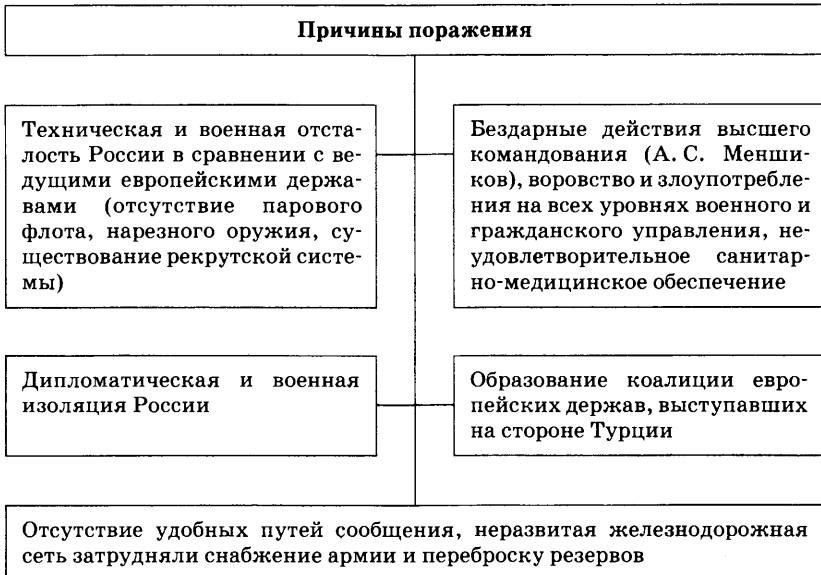 Причины поражения
Техническая и военная отста-
лость России в сравнении с ве-
дущими европейскими держа-
вами (отсутствие парового
флота, нарезного оружия, су-
ществование рекрутской систе-
мы)
Бездарные действия высшего
командования (А. С. Менши-
ков), воровство и злоупотребле-
ния на всех уровнях военного и
гражданского управления, не-
удовлетворительное санитар-
но-медицинское обеспечение
Дипломатическая и военная
изоляция России
Образование коалиции евро-
пейских держав, выступавших
на стороне Турции
Отсутствие удобных путей сообщения, неразвитая железнодорожная
сеть затрудняли снабжение армии и переброску резервов